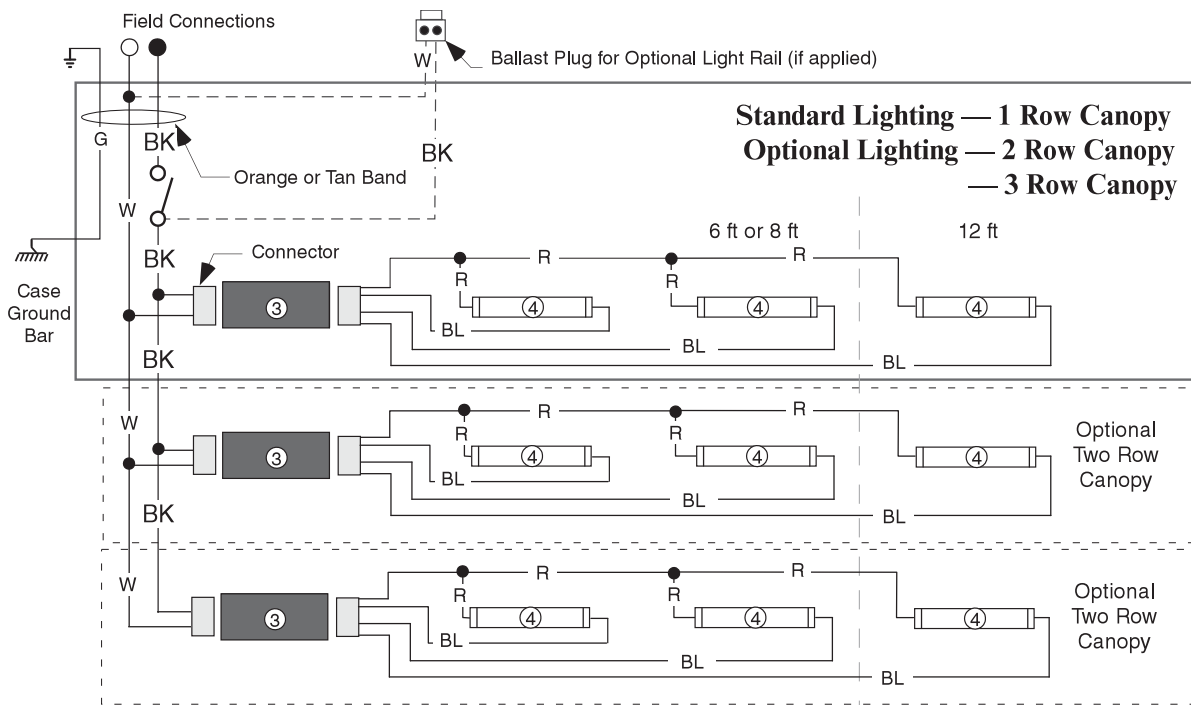 Field Connections
W
Ballast Plug for Optional Light Rail (if applied)
Standard Lighting — 1 Row Canopy
Optional Lighting — 2 Row Canopy
— 3 Row Canopy
G
BK
BK
Orange or Tan Band
W
6 ft or 8 ft
12 ft
BK
Connector
R
R
Case
Ground
Bar
R
R
3
4
4
4
BL
BL
BK
BL
W
R
R
R
R
3
4
4
4
Optional
Two Row
Canopy
BL
BL
BK
BL
W
R
R
R
R
3
4
4
4
Optional
Two Row
Canopy
BL
BL
BL